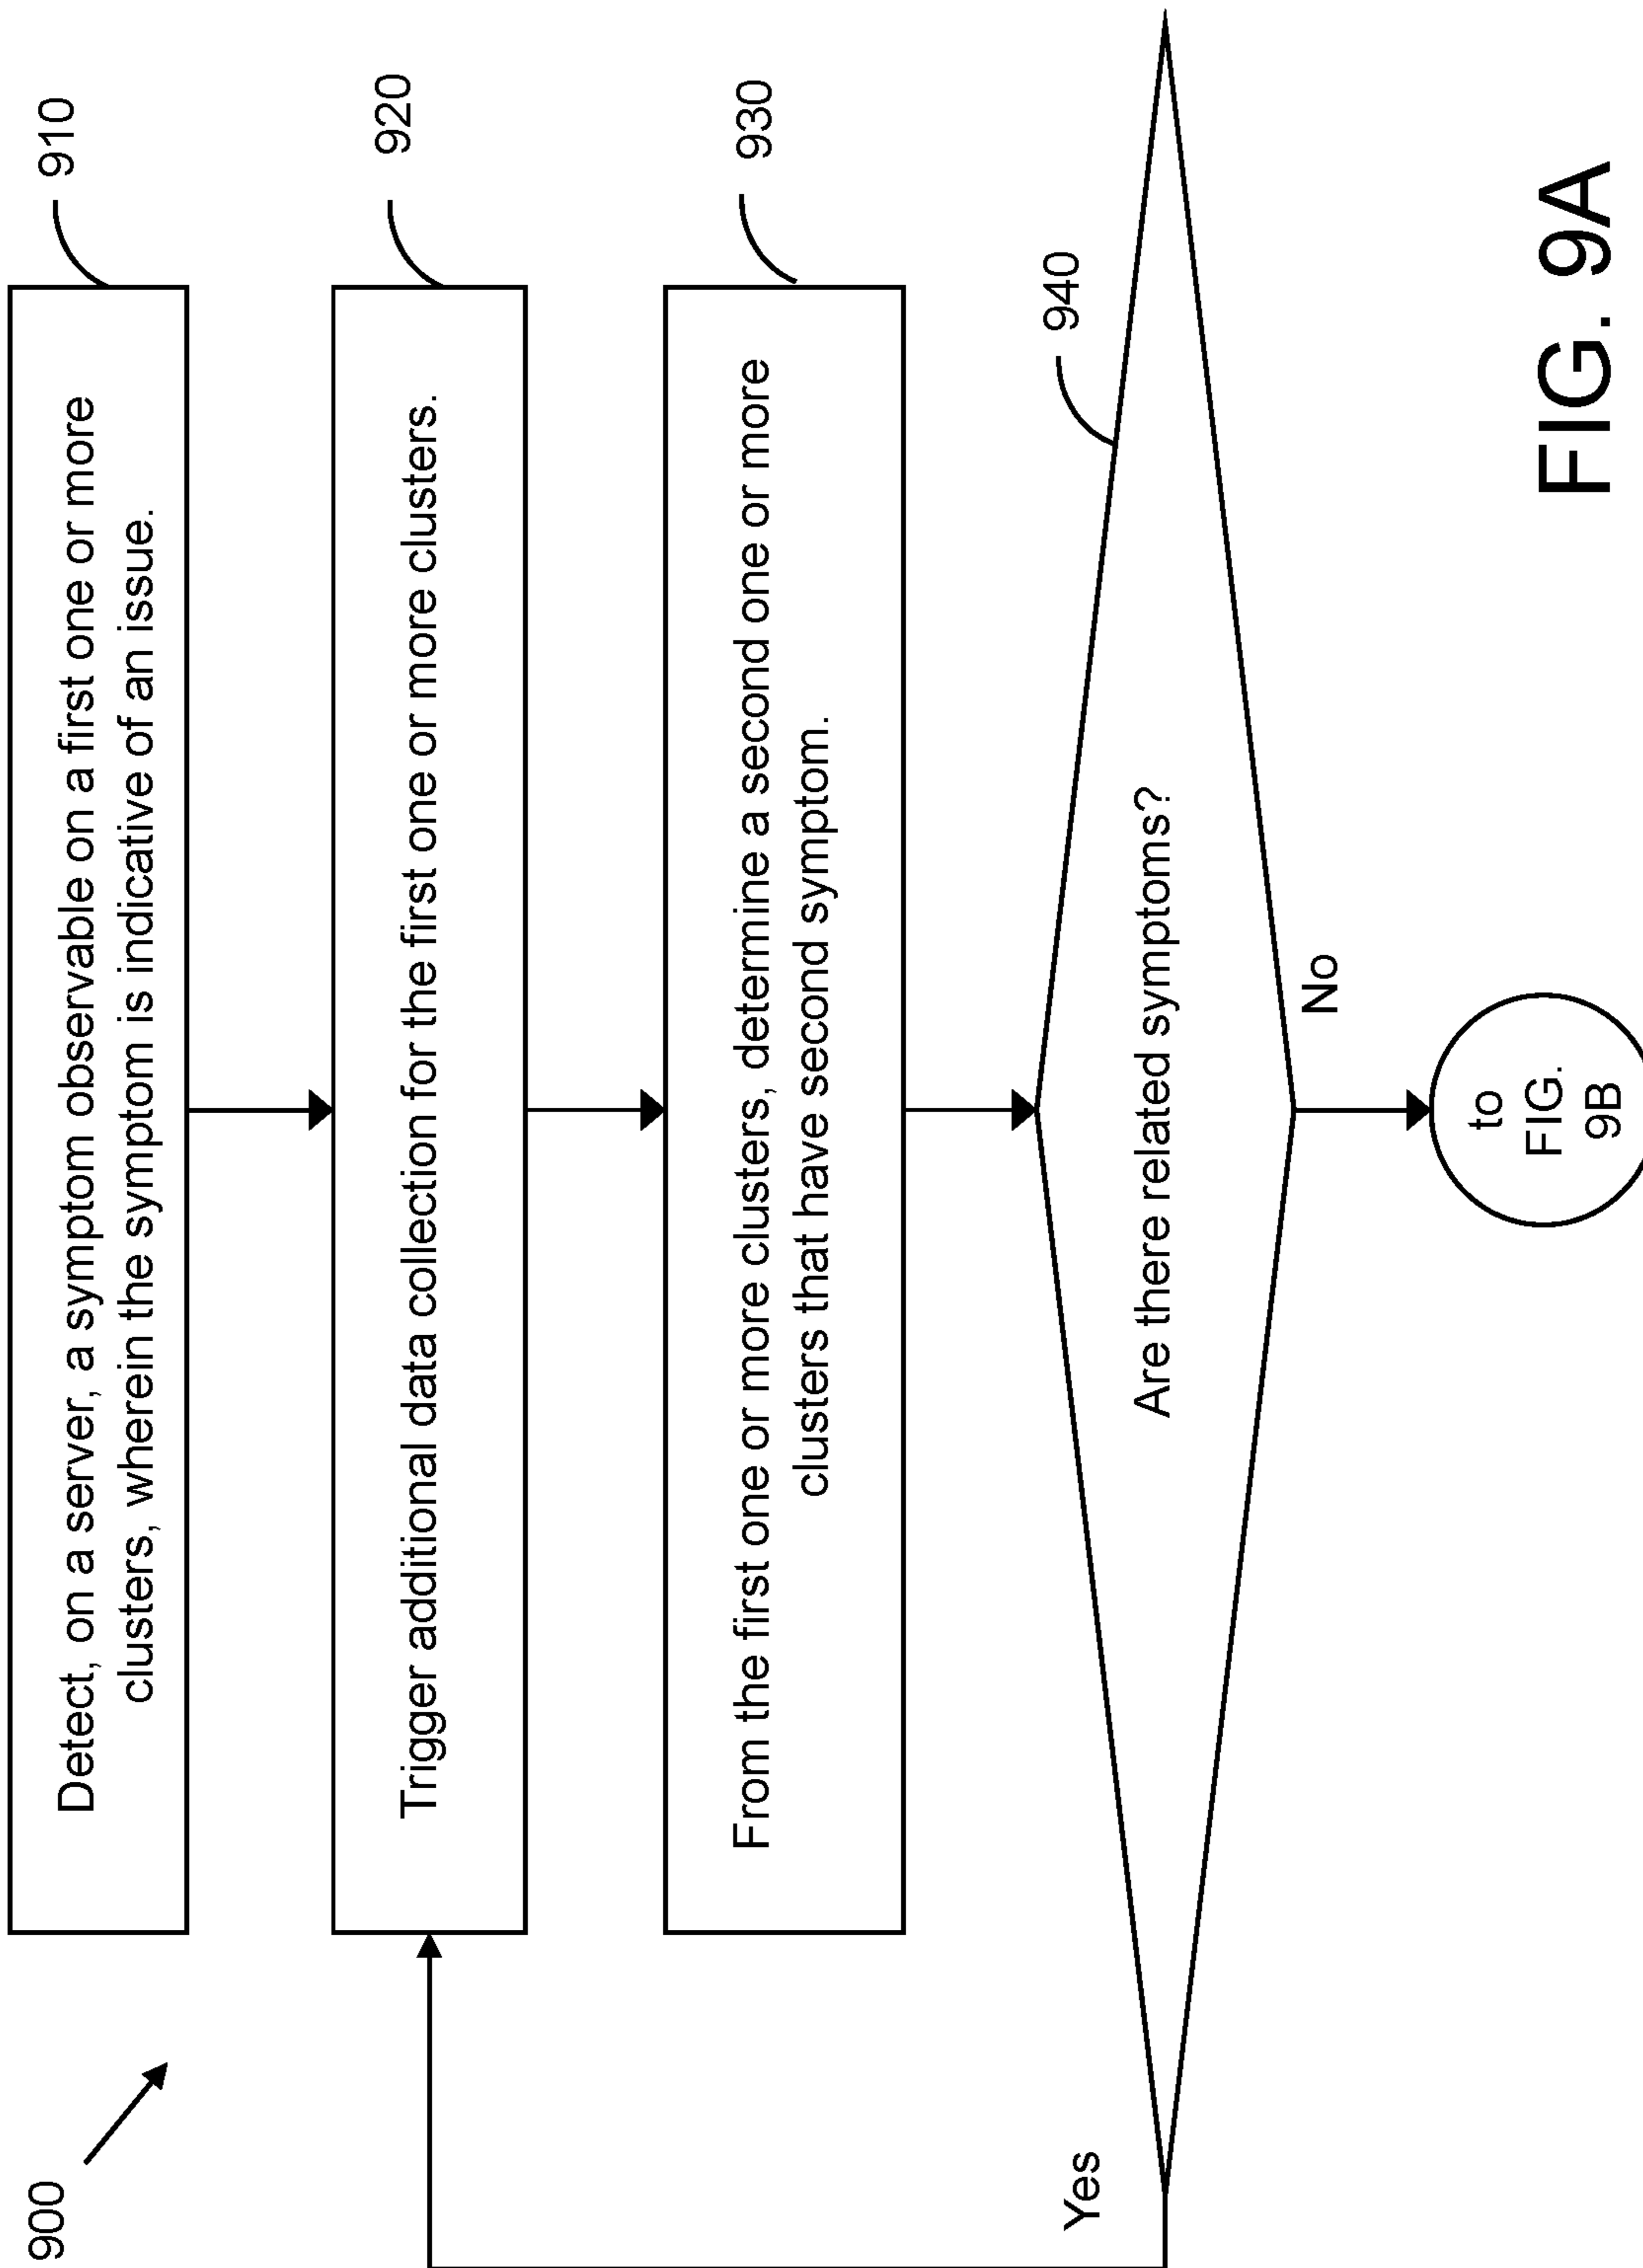 900
910
Detect, on a server, a symptom observable on a first one or more
clusters, wherein the symptom is indicative of an issue.
920
Trigger additional data collection for the first one or more clusters.
930
From the first one or more clusters, determine a second one or more
clusters that have second symptom.
940
Yes
Are there related symptoms?
No
to
FIG.
9B
FIG. 9A